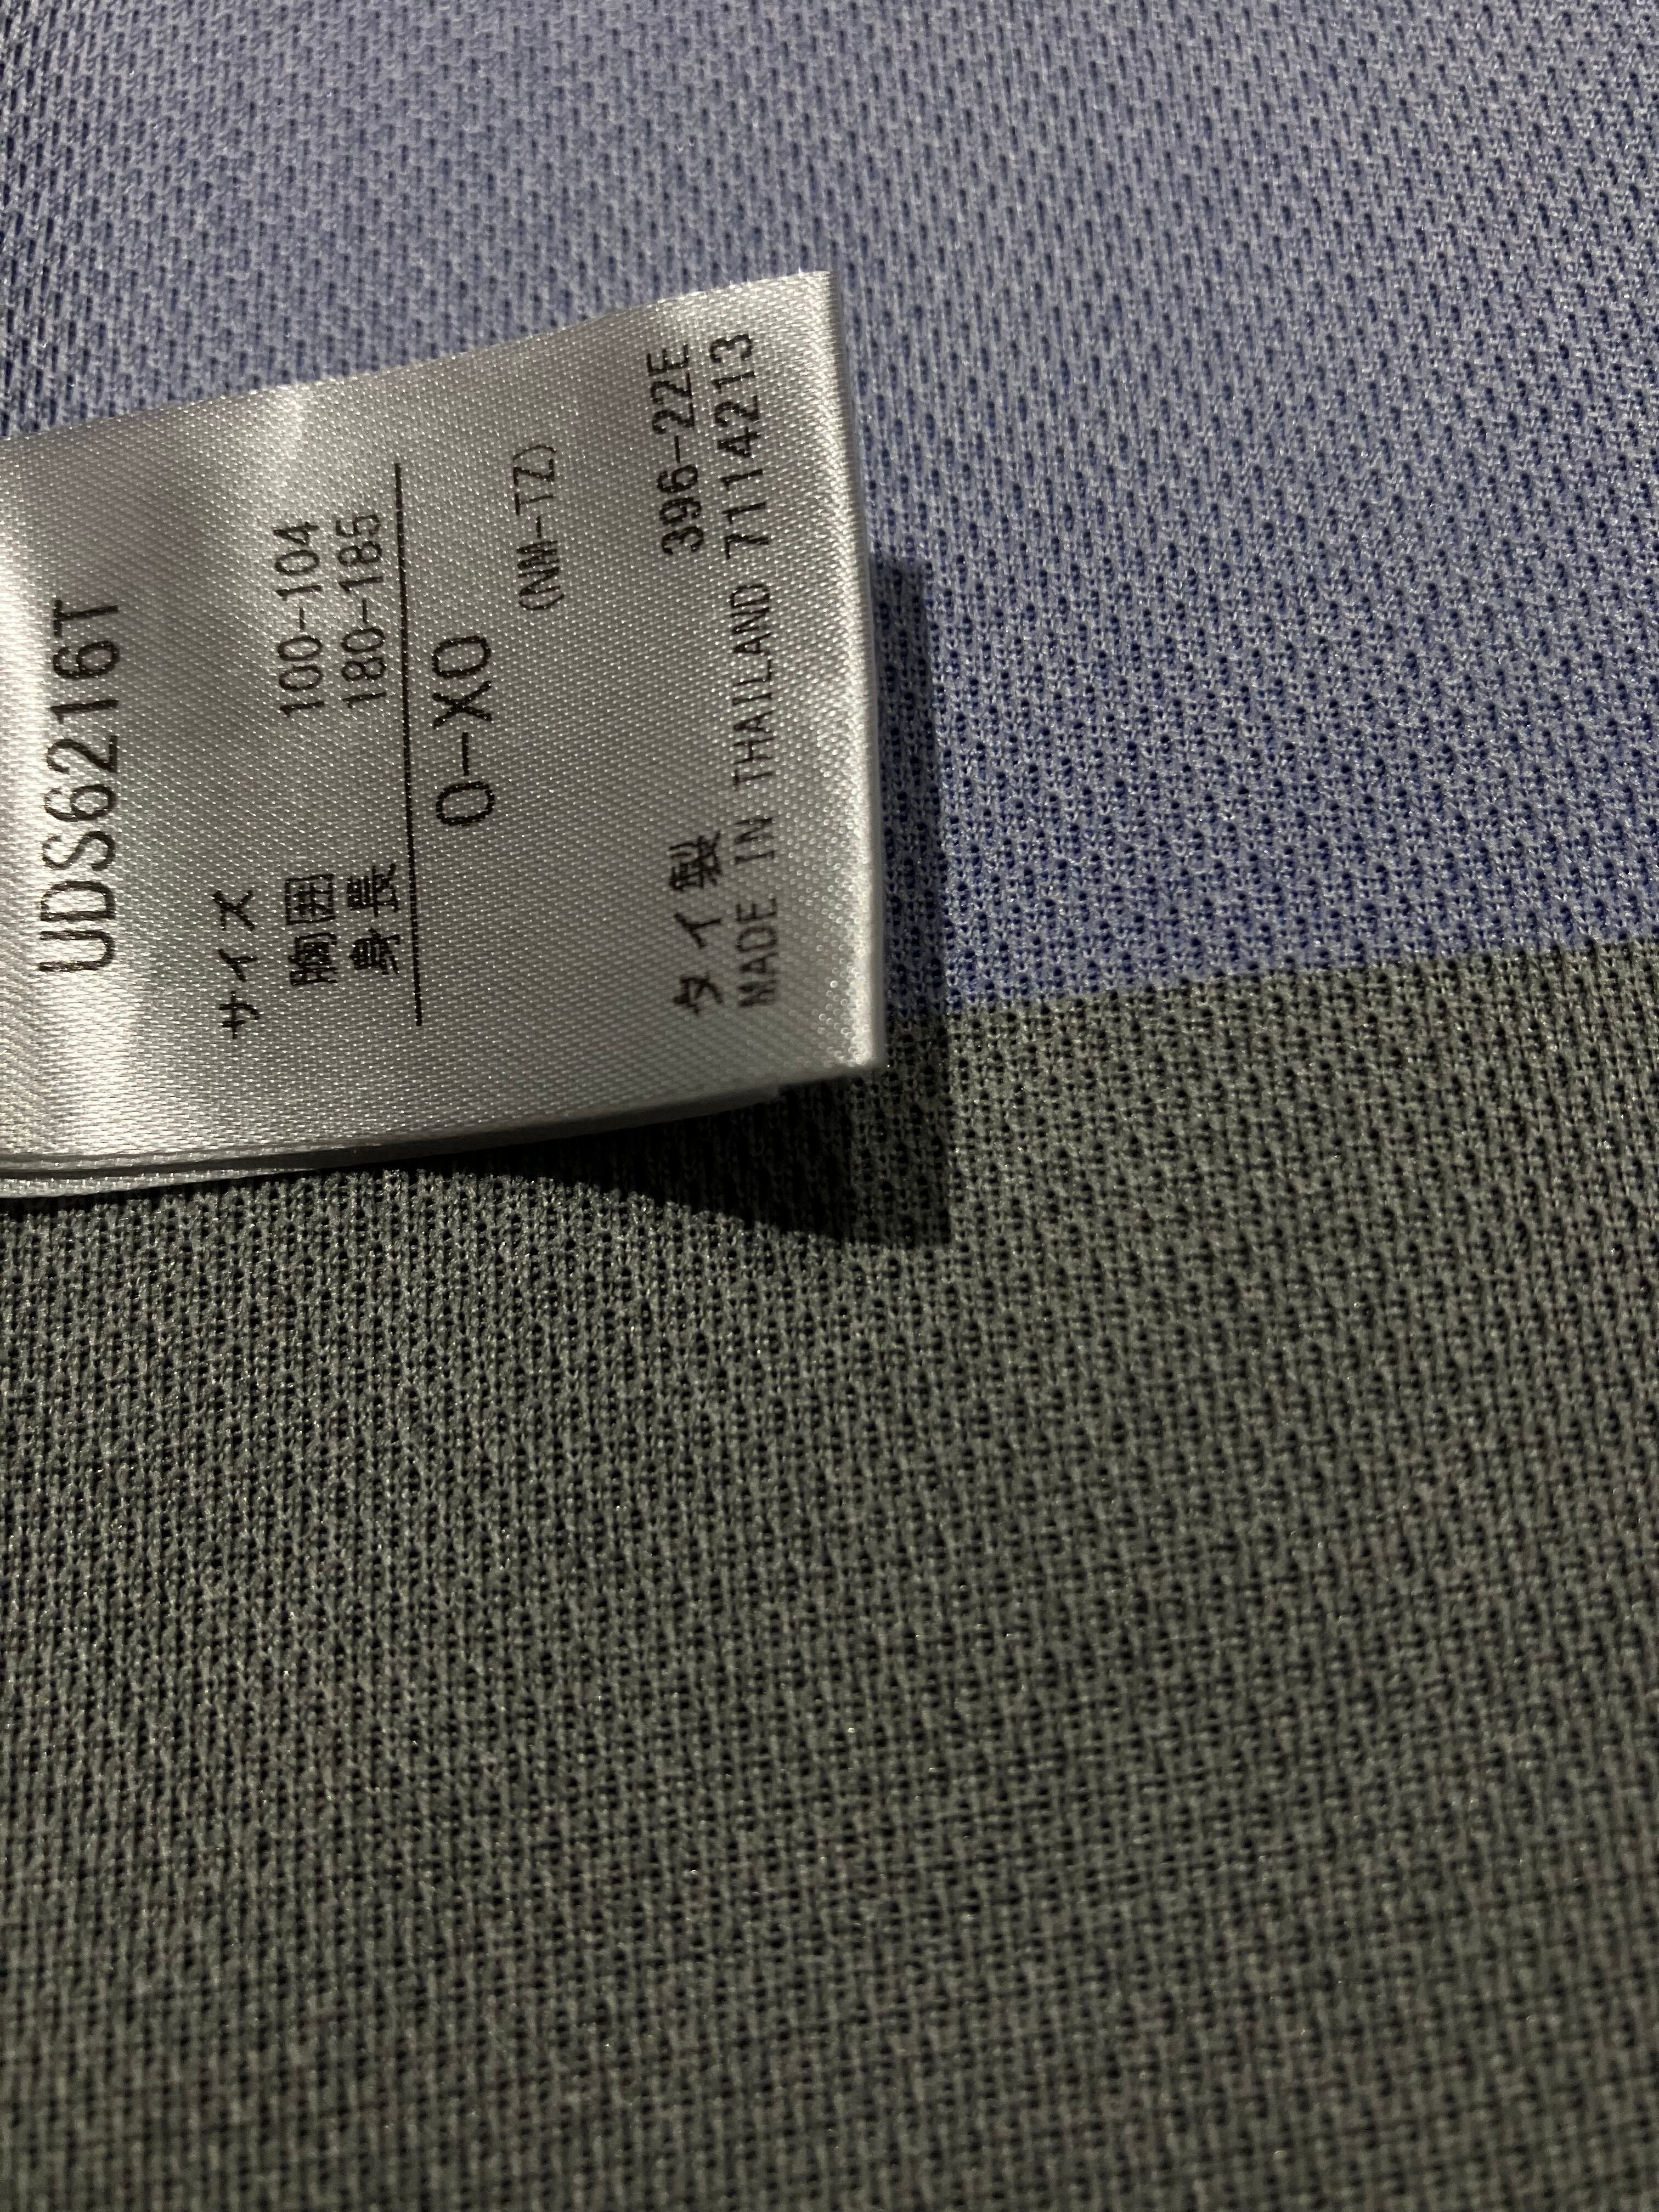 UDS6216T
サイズ
胸囲 100-104
身長 180-185
O-XO
(NM-TZ)
タイ製 396-22E
MADE IN THAILAND 7114213